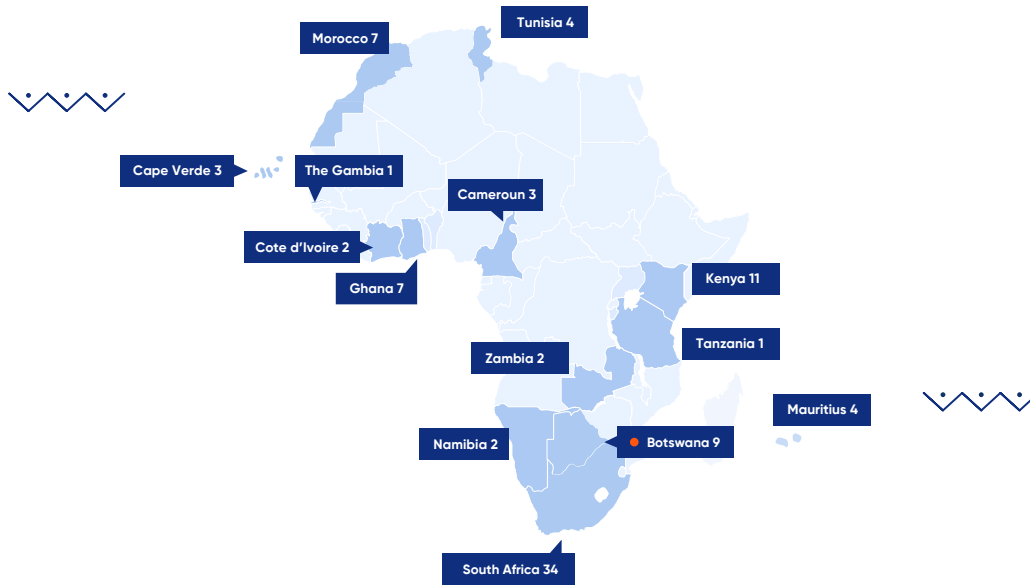 Tunisia 4
Morocco 7
Cape Verde 3
The Gambia 1
Cameroun 3
Cote d’Ivoire 2
Ghana 7
Kenya 11
Tanzania 1
Zambia 2
Mauritius 4
Namibia 2
Botswana 9
South Africa 34